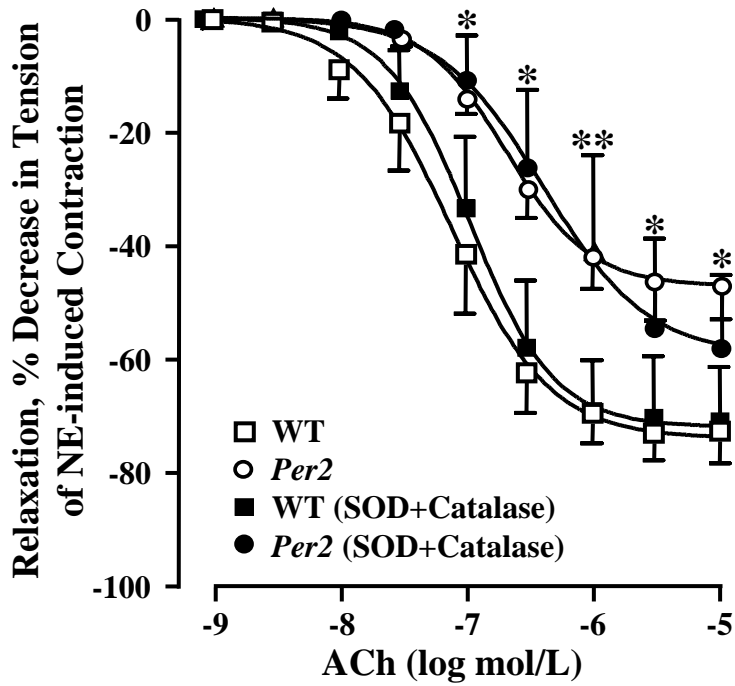 Relaxation, % Decrease in Tension
of NE-induced Contraction
0
-20
-40
-60
-80
-100
*
*
**
*
*
WT
Per2
WT (SOD+Catalase)
Per2 (SOD+Catalase)
-9 -8 -7 -6 -5
ACh (log mol/L)